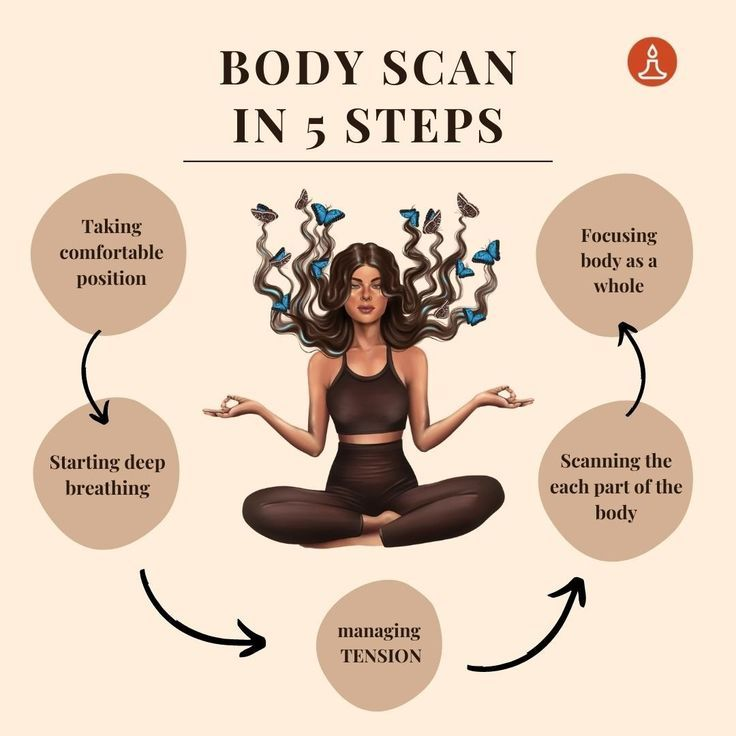 BODY SCAN
IN 5 STEPS
Taking
comfortable
position
Starting deep
breathing
managing
TENSION
Scanning the
each part of the
body
Focusing
body as a
whole